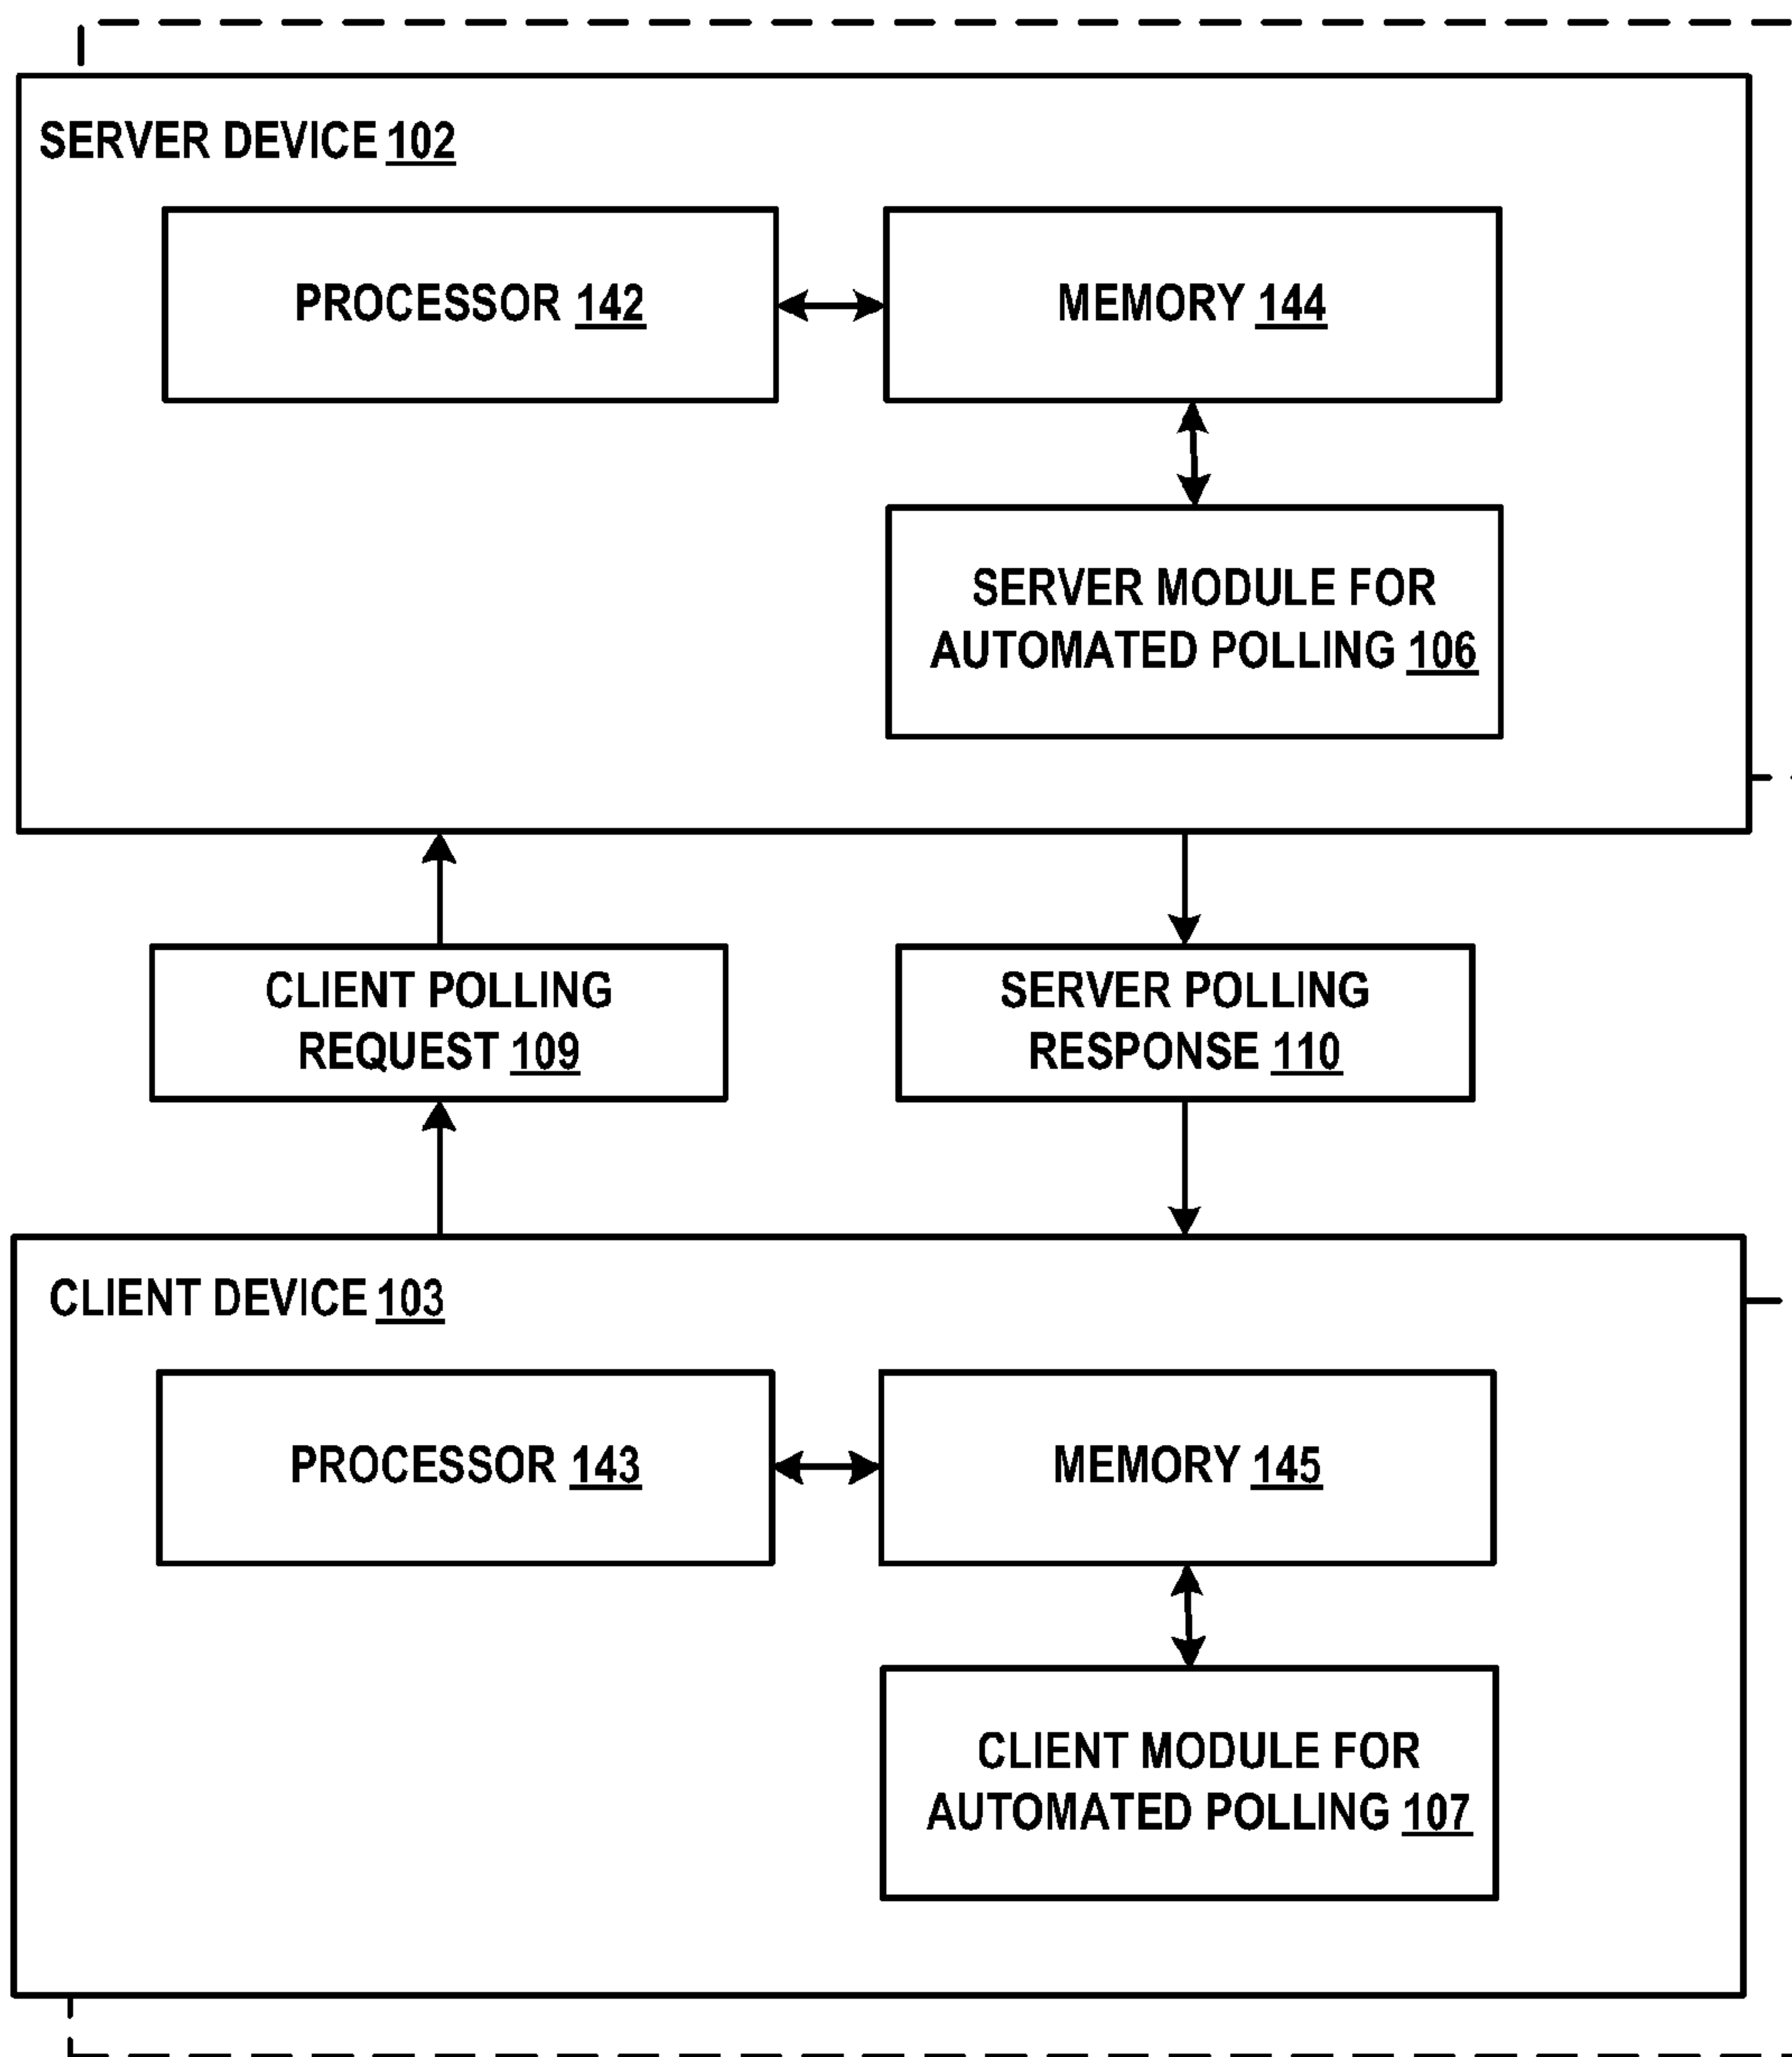 SERVER DEVICE 102
PROCESSOR 142
MEMORY 144
SERVER MODULE FOR
AUTOMATED POLLING 106
CLIENT POLLING
REQUEST 109
SERVER POLLING
RESPONSE 110
CLIENT DEVICE 103
PROCESSOR 143
MEMORY 145
CLIENT MODULE FOR
AUTOMATED POLLING 107